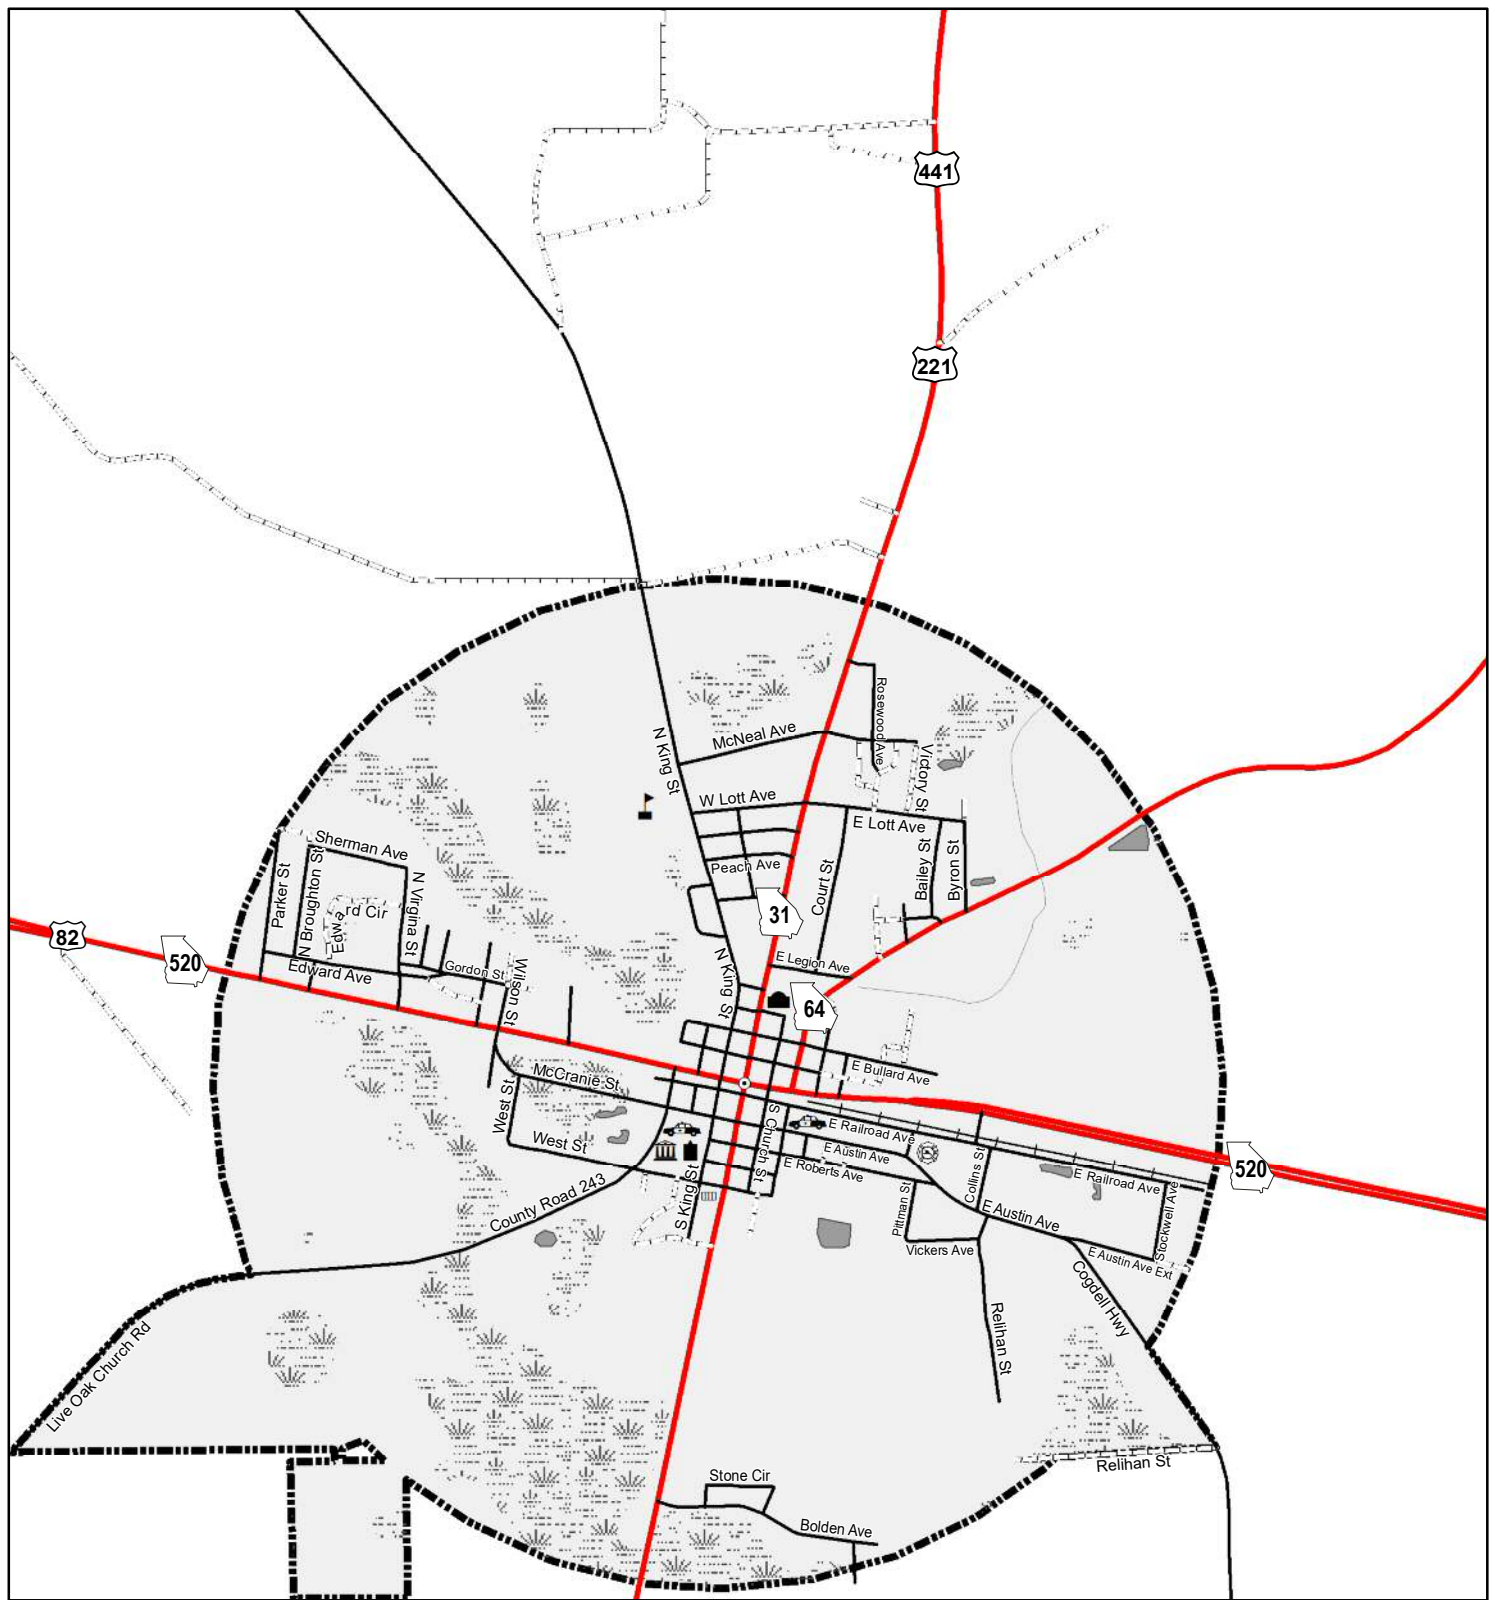 441
221
Rosewood Ave
N King St
McNeal Ave
Victory St
W Lott Ave
E Lott Ave
Sherman Ave
Peach Ave
Bailey St
Byron St
Court St
Parker St
N Broughton St
Edwa
rd Cir
N Virgina St
31
82
520
Edward Ave
Gordon St
Wilson St
N King St
E Legion Ave
64
McCranie St
E Bullard Ave
West St
West St
S Church St
E Railroad Ave
E Austin Ave
E Roberts Ave
Collins St
E Railroad Ave
520
County Road 243
S King St
Pittman St
E Austin Ave
Stockwell Ave
Vickers Ave
E Austin Ave Ext
Cogdell Hwy
Relihan St
Live Oak Church Rd
Relihan St
Stone Cir
Bolden Ave